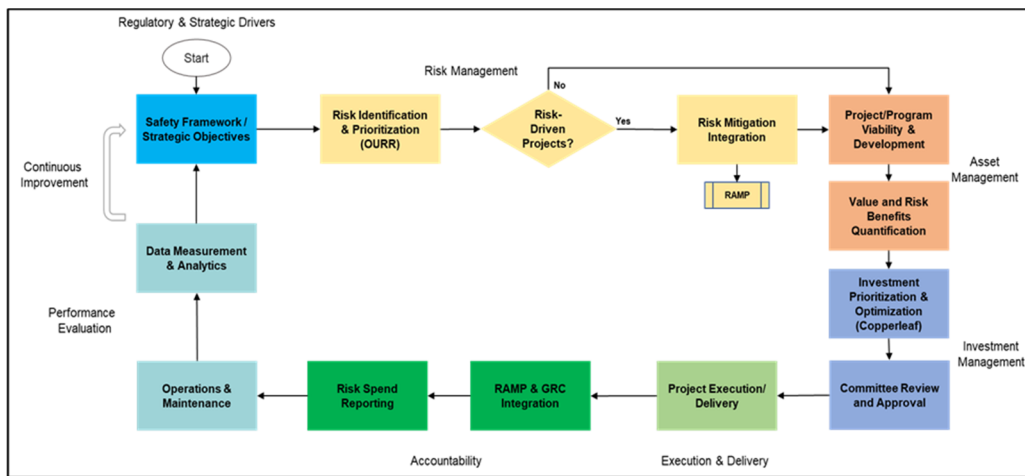 Regulatory & Strategic Drivers
Start
Risk Management
No
Safety Framework /
Strategic Objectives
Risk Identification
& Prioritization
(OURR)
Risk-
Driven
Projects?
Yes
Risk Mitigation
Integration
Project/Program
Viability &
Development
Continuous
Improvement
RAMP
Asset
Management
Value and Risk
Benefits
Quantification
Data Measurement
& Analytics
Investment
Prioritization &
Optimization
(Copperleaf)
Performance
Evaluation
Investment
Management
Operations &
Maintenance
Risk Spend
Reporting
RAMP & GRC
Integration
Project Execution/
Delivery
Committee Review
and Approval
Accountability
Execution & Delivery